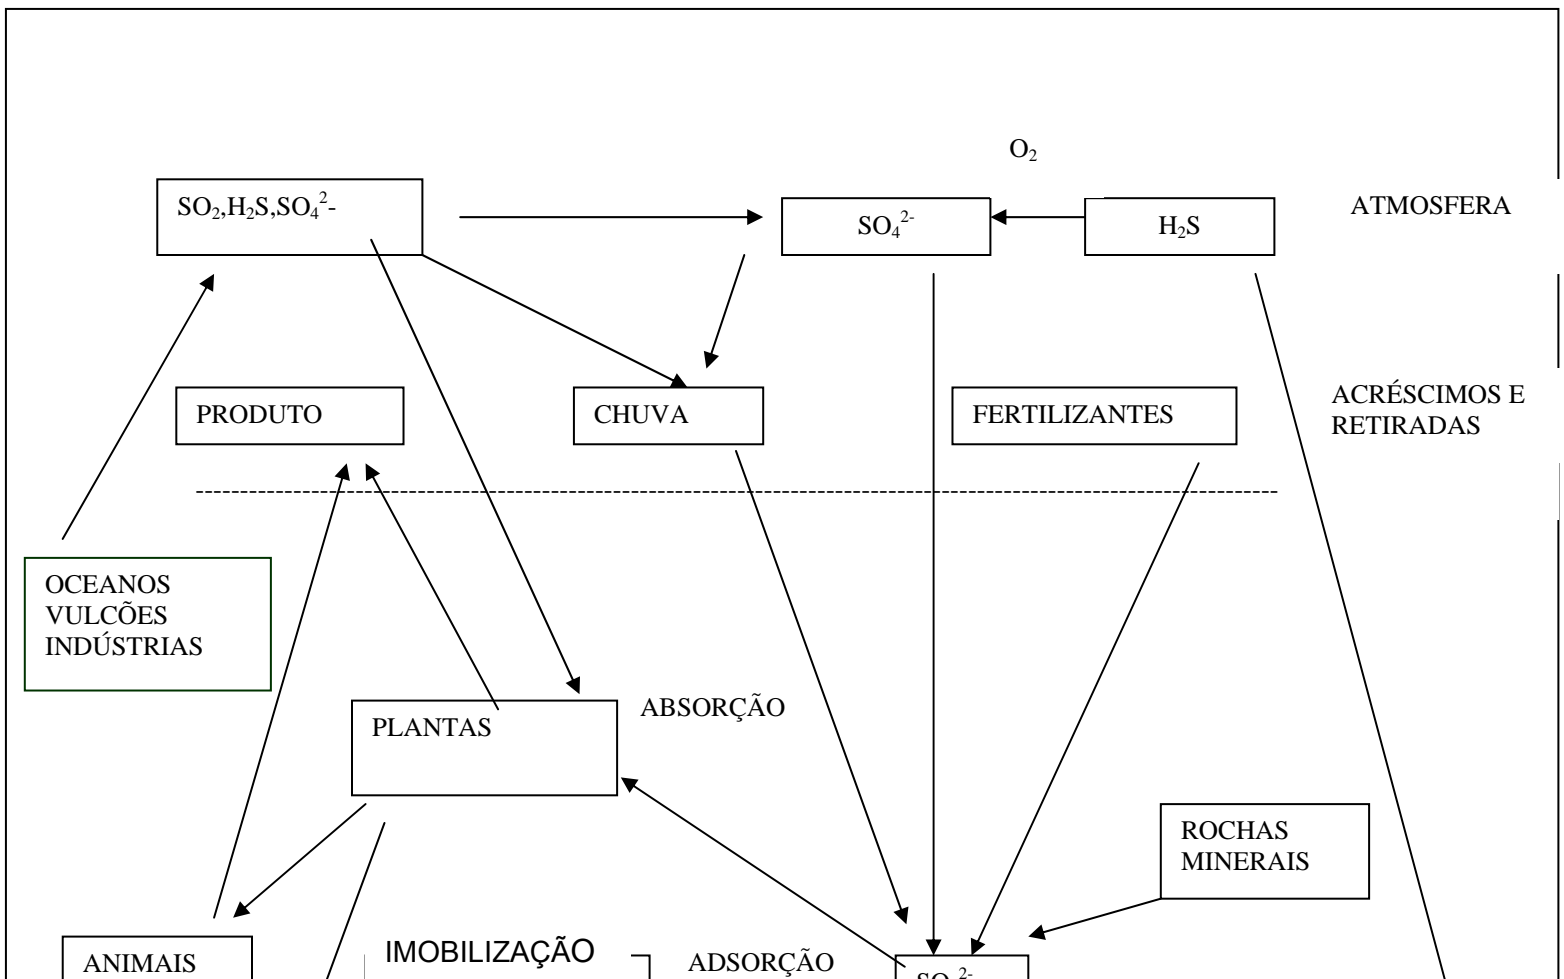 O₂
SO₂,H₂S,SO₄²-
SO₄²⁻
H₂S
ATMOSFERA
PRODUTO
CHUVA
FERTILIZANTES
ACRÉSCIMOS E
RETIRADAS
OCEANOS
VULCÕES
INDÚSTRIAS
PLANTAS
ABSORÇÃO
ROCHAS
MINERAIS
ANIMAIS
IMOBILIZAÇÃO
ADSORÇÃO
SO₄²⁻